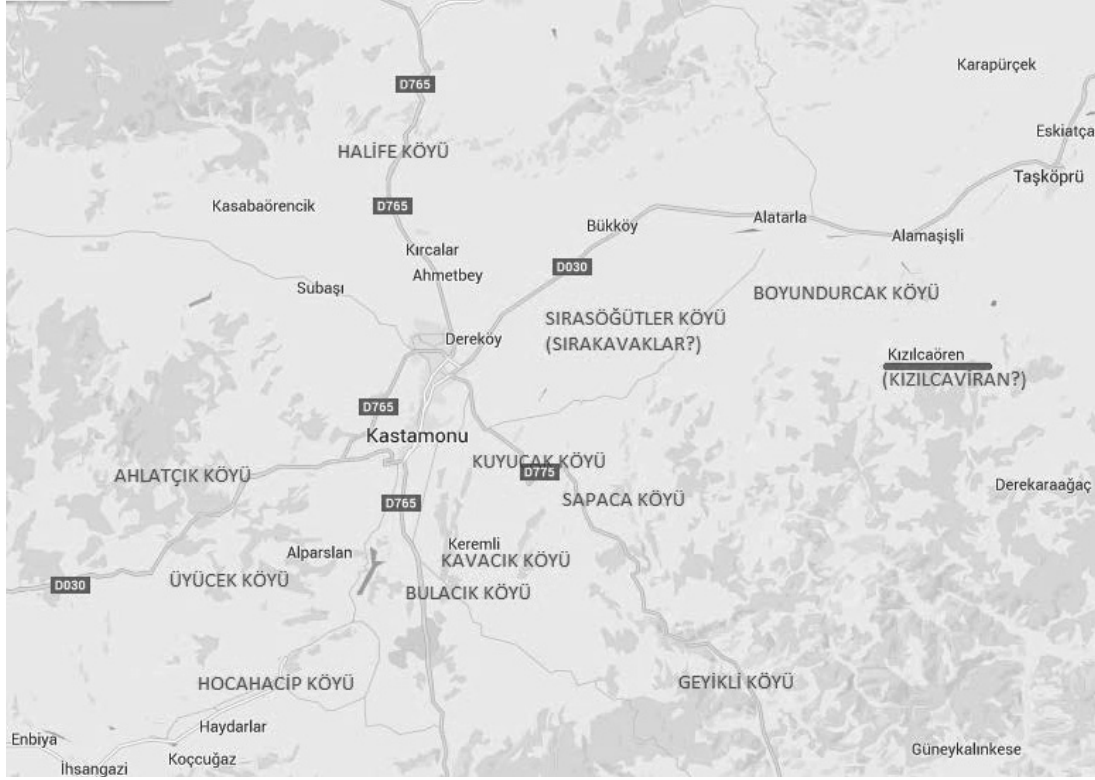 D765
Karapürçek
Eskiatça
HALİFE KÖYÜ
Taşköprü
Kasabaörencik
D765
Bükköy
Alatarla
Alamaşişli
Kırcalar
Ahmetbey
D030
Subaşı
BOYUNDURCAK KÖYÜ
SIRASÖĞÜTLER KÖYÜ
(SIRAKAVAKLAR?)
Dereköy
Kızılcaören
(KIZILCAVİRAN?)
D765
Kastamonu
AHLATÇIK KÖYÜ
KUYUCAK KÖYÜ
D775
Derekaraağaç
D765
SAPACA KÖYÜ
Alparslan
Keremli
KAVACIK KÖYÜ
D030
ÜYÜCEK KÖYÜ
BULACIK KÖYÜ
HOCAHACİP KÖYÜ
GEYİKLİ KÖYÜ
Haydarlar
Enbiya
Güneykalınkese
Koçcuğaz
İhsangazi